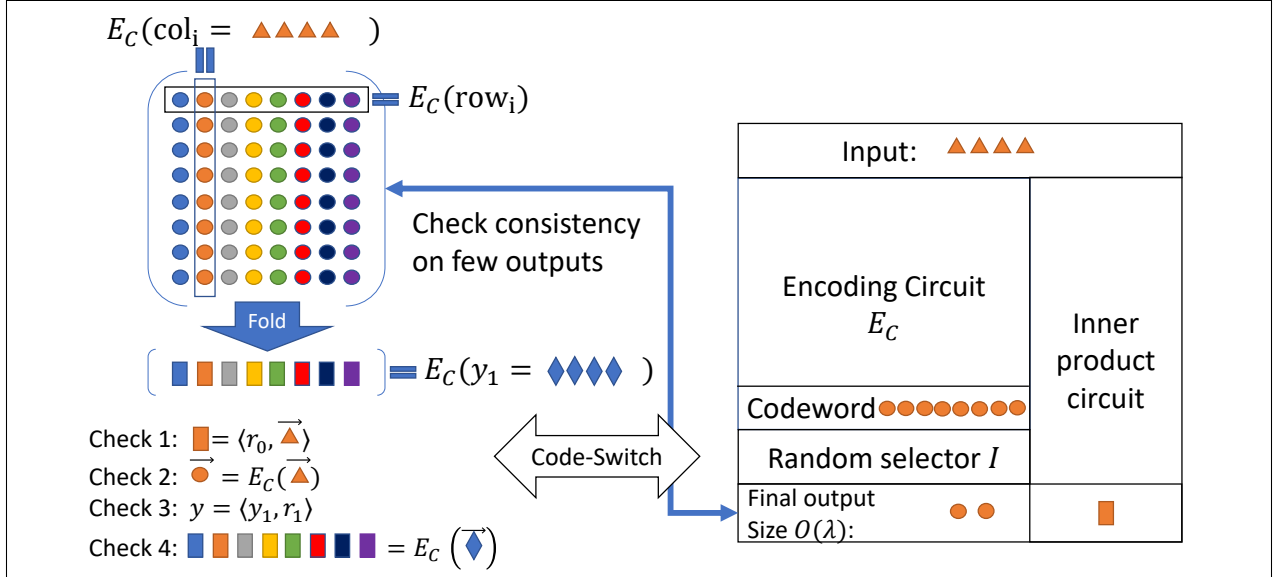 E_C(col_i = )
= E_C(row_i)
Check consistency
on few outputs
Fold
= E_C(y_1 = )
Check 1: = ⟨r_0, ⟩
Check 2: = E_C( )
Check 3: y = ⟨y_1, r_1⟩
Check 4: = E_C ( )
Code-Switch
Input:
Encoding Circuit
E_C
Inner
product
circuit
Codeword
Random selector I
Final output
Size O(λ):